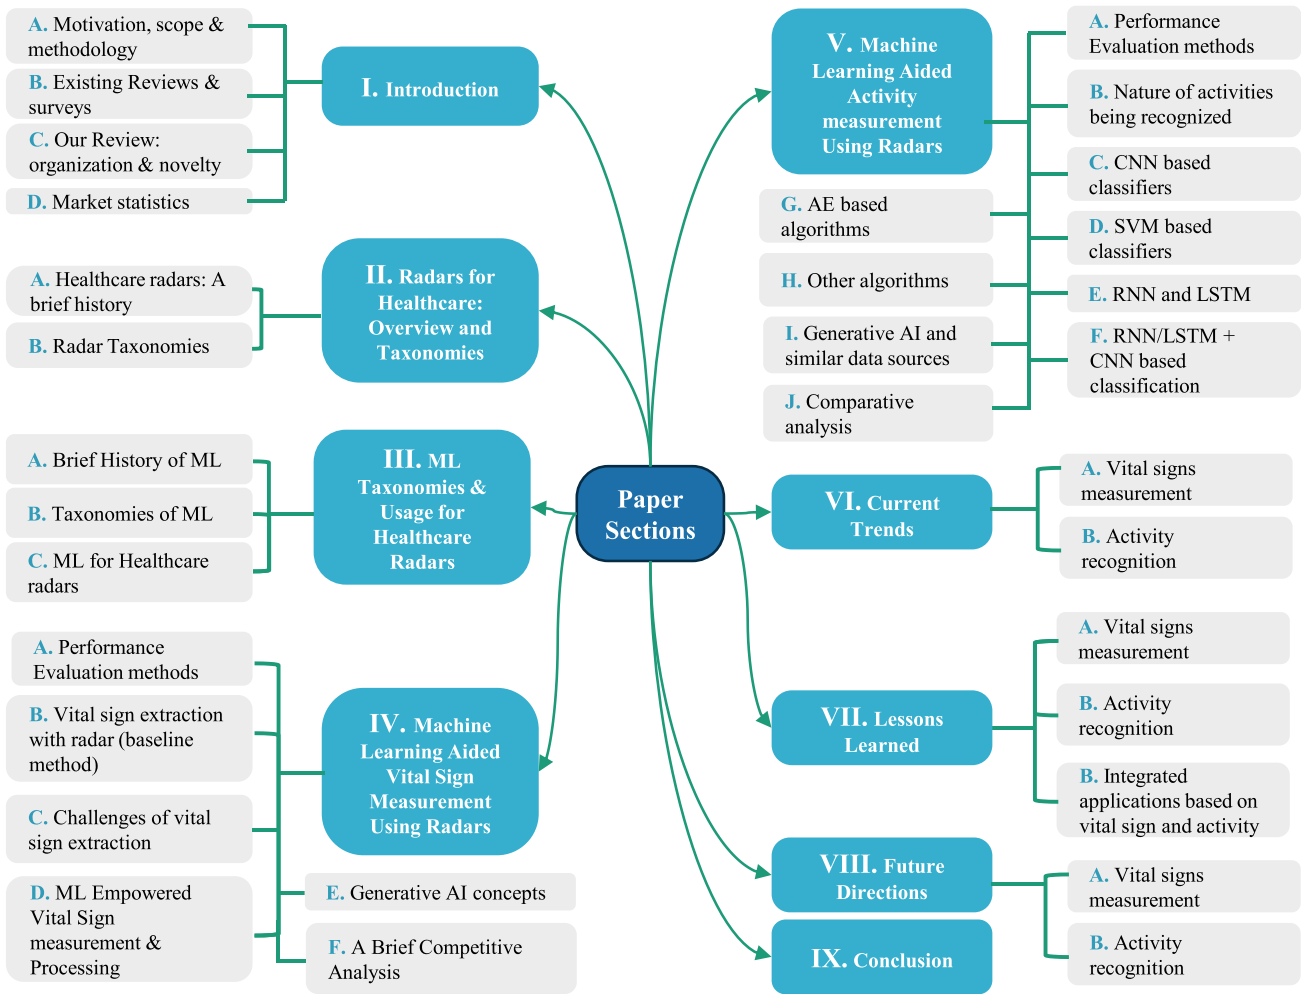 Paper
Sections
I. Introduction
A. Motivation, scope &
methodology
B. Existing Reviews &
surveys
C. Our Review:
organization & novelty
D. Market statistics
II. Radars for
Healthcare:
Overview and
Taxonomies
A. Healthcare radars: A
brief history
B. Radar Taxonomies
III. ML
Taxonomies &
Usage for
Healthcare
Radars
A. Brief History of ML
B. Taxonomies of ML
C. ML for Healthcare
radars
IV. Machine
Learning Aided
Vital Sign
Measurement
Using Radars
A. Performance
Evaluation methods
B. Vital sign extraction
with radar (baseline
method)
C. Challenges of vital
sign extraction
D. ML Empowered
Vital Sign
measurement &
Processing
E. Generative AI concepts
F. A Brief Competitive
Analysis
V. Machine
Learning Aided
Activity
measurement
Using Radars
A. Performance
Evaluation methods
B. Nature of activities
being recognized
C. CNN based
classifiers
D. SVM based
classifiers
E. RNN and LSTM
F. RNN/LSTM +
CNN based
classification
G. AE based
algorithms
H. Other algorithms
I. Generative AI and
similar data sources
J. Comparative
analysis
VI. Current
Trends
A. Vital signs
measurement
B. Activity
recognition
VII. Lessons
Learned
A. Vital signs
measurement
B. Activity
recognition
B. Integrated
applications based on
vital sign and activity
VIII. Future
Directions
A. Vital signs
measurement
B. Activity
recognition
IX. Conclusion